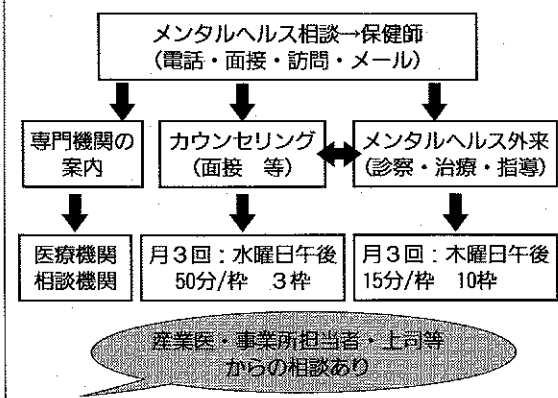 メンタルヘルス相談→保健師
(電話・面接・訪問・メール)
専門機関の
案内
カウンセリング
(面接　等)
メンタルヘルス外来
(診察・治療・指導)
医療機関
相談機関
月3回：水曜日午後
50分/枠　3枠
月3回：木曜日午後
15分/枠　10枠
産業医・事業所担当者・上司等
からの相談あり